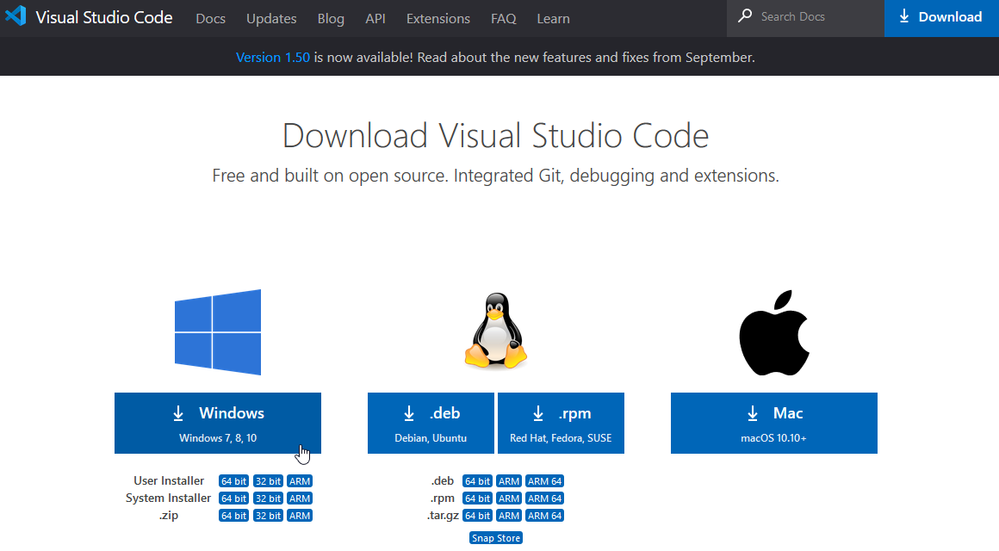 Visual Studio Code Docs Updates Blog API Extensions FAQ Learn Search Docs Download
Version 1.50 is now available! Read about the new features and fixes from September.
Download Visual Studio Code
Free and built on open source. Integrated Git, debugging and extensions.
Windows
Windows 7, 8, 10
User Installer 64 bit 32 bit ARM
System Installer 64 bit 32 bit ARM
.zip 64 bit 32 bit ARM
.deb
Debian, Ubuntu
.rpm
Red Hat, Fedora, SUSE
.deb 64 bit ARM ARM 64
.rpm 64 bit ARM ARM 64
.tar.gz 64 bit ARM ARM 64
Snap Store
Mac
macOS 10.10+